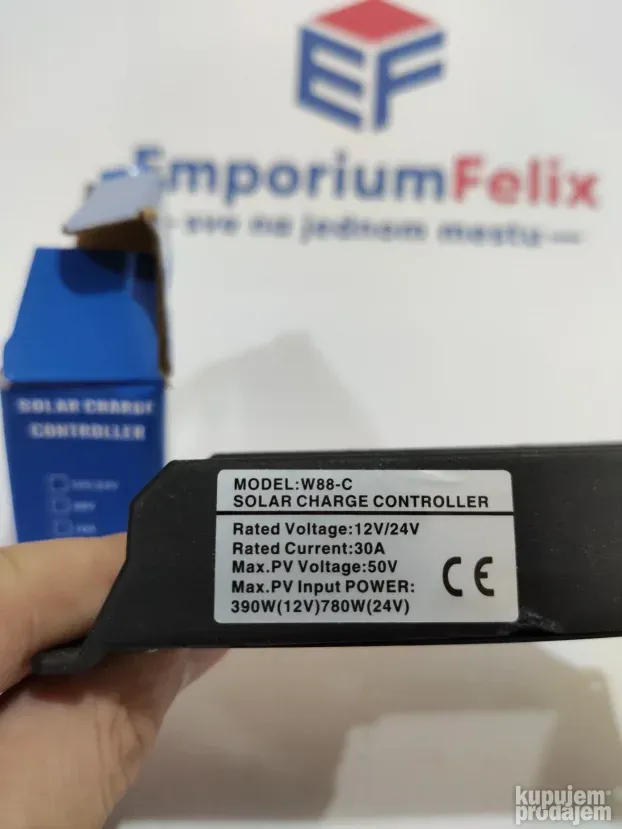 EF
EmporiumFelix
sve na jednom mestu
SOLAR CHARGE
CONTROLLER
MODEL:W88-C
SOLAR CHARGE CONTROLLER
Rated Voltage:12V/24V
Rated Current:30A
Max.PV Voltage:50V
Max.PV Input POWER:
390W(12V)780W(24V)
CE
kupujem
prodajem